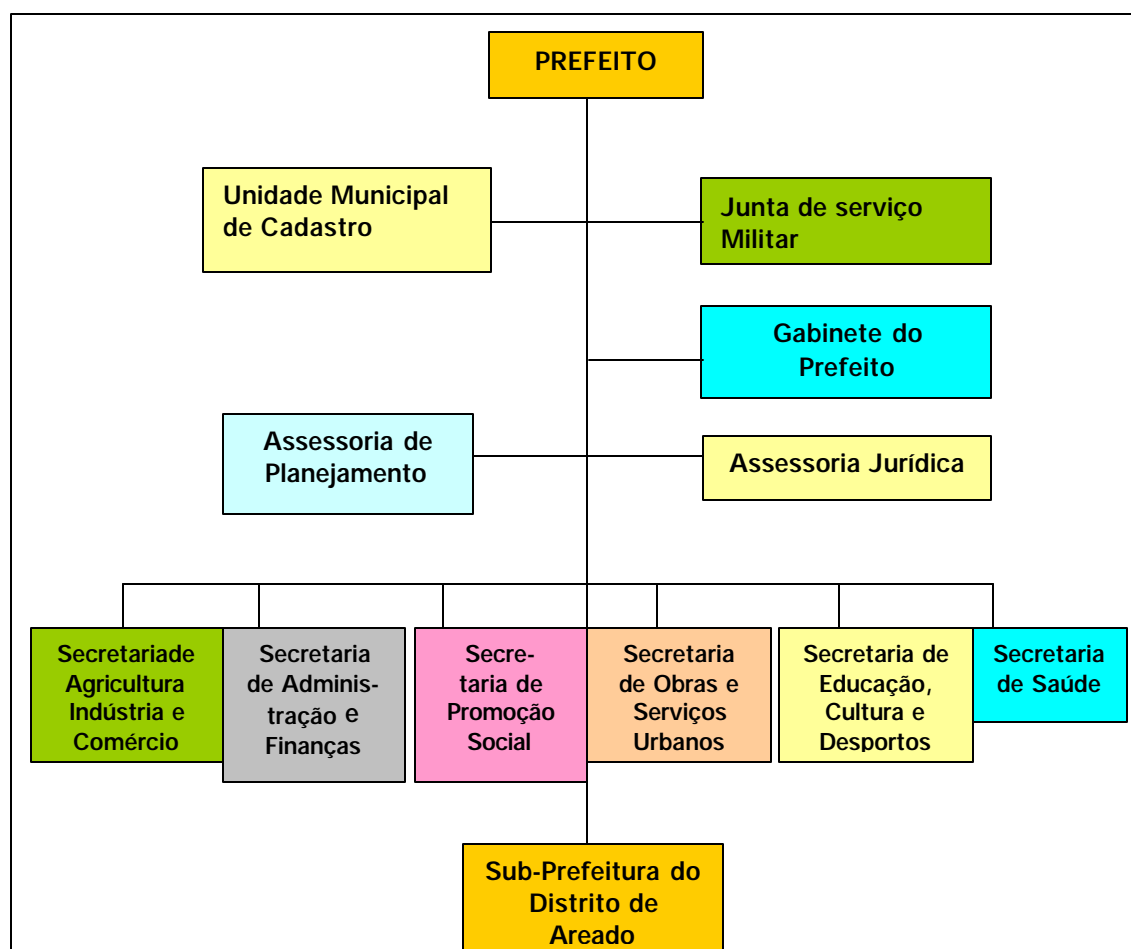 PREFEITO
Unidade Municipal
de Cadastro
Junta de serviço
Militar
Gabinete do
Prefeito
Assessoria de
Planejamento
Assessoria Jurídica
Secretariade
Agricultura
Indústria e
Comércio
Secretaria
de Adminis-
tração e
Finanças
Secre-
taria de
Promoção
Social
Secretaria
de Obras e
Serviços
Urbanos
Secretaria de
Educação,
Cultura e
Desportos
Secretaria
de Saúde
Sub-Prefeitura do
Distrito de
Areado